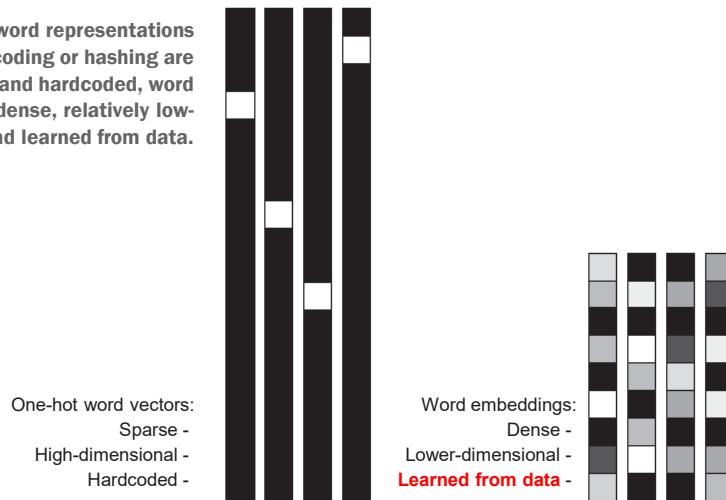 word representations
coding or hashing are
and hardcoded, word
dense, relatively low-
nd learned from data.
One-hot word vectors:
Sparse -
High-dimensional -
Hardcoded -
Word embeddings:
Dense -
Lower-dimensional -
Learned from data -